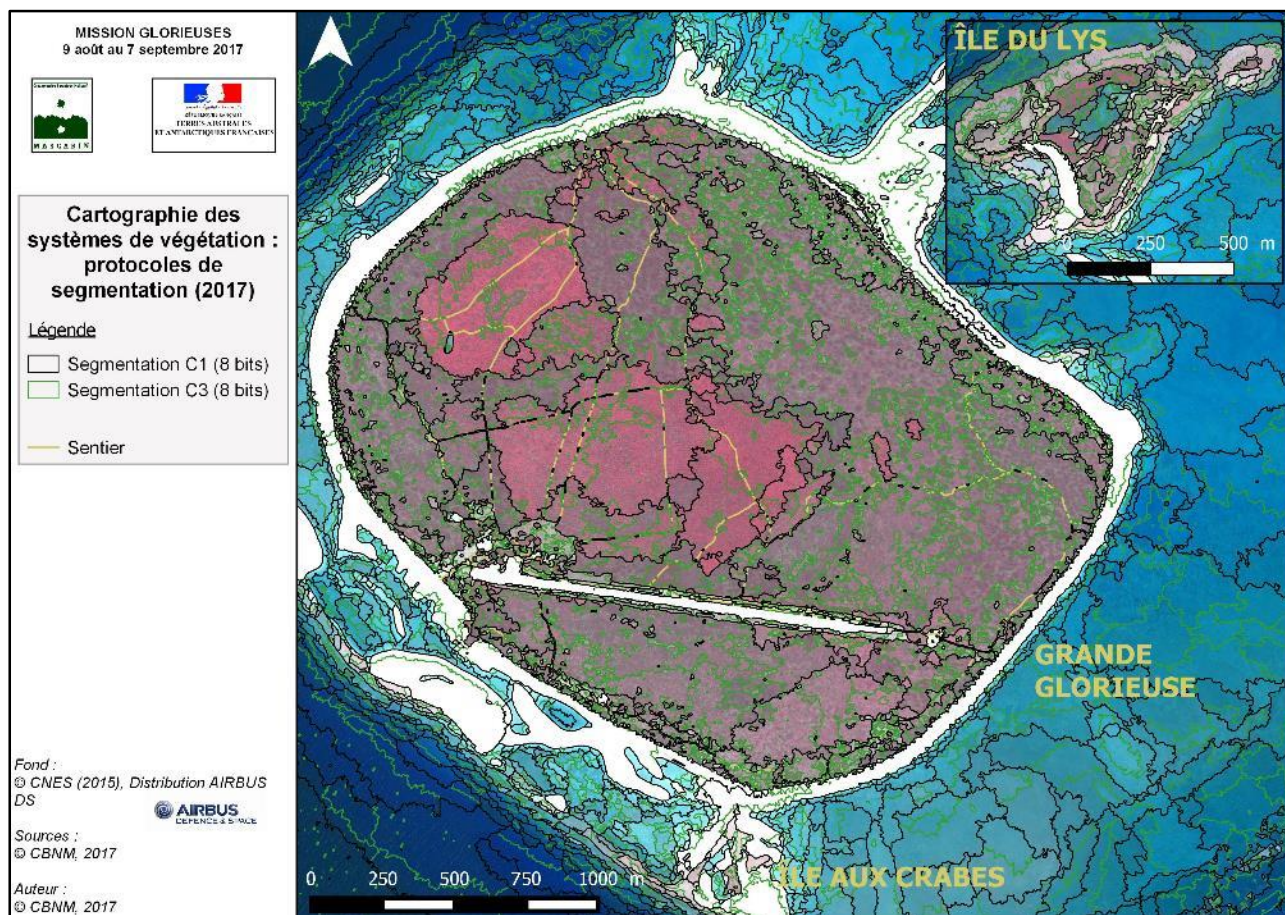 MISSION GLORIEUSES
9 août au 7 septembre 2017
MASCARIN
TERRES AUSTRALES
ET ANTARCTIQUES FRANÇAISES
Cartographie des
systèmes de végétation :
protocoles de
segmentation (2017)
Légende
Segmentation C1 (8 bits)
Segmentation C3 (8 bits)
Sentier
Fond :
© CNES (2015), Distribution AIRBUS
DS
AIRBUS
DEFENCE & SPACE
Sources :
© CBNM, 2017
Auteur :
© CBNM, 2017
ÎLE DU LYS
0 250 500 m
GRANDE
GLORIEUSE
ÎLE AUX CRABES
0 250 500 750 1000 m